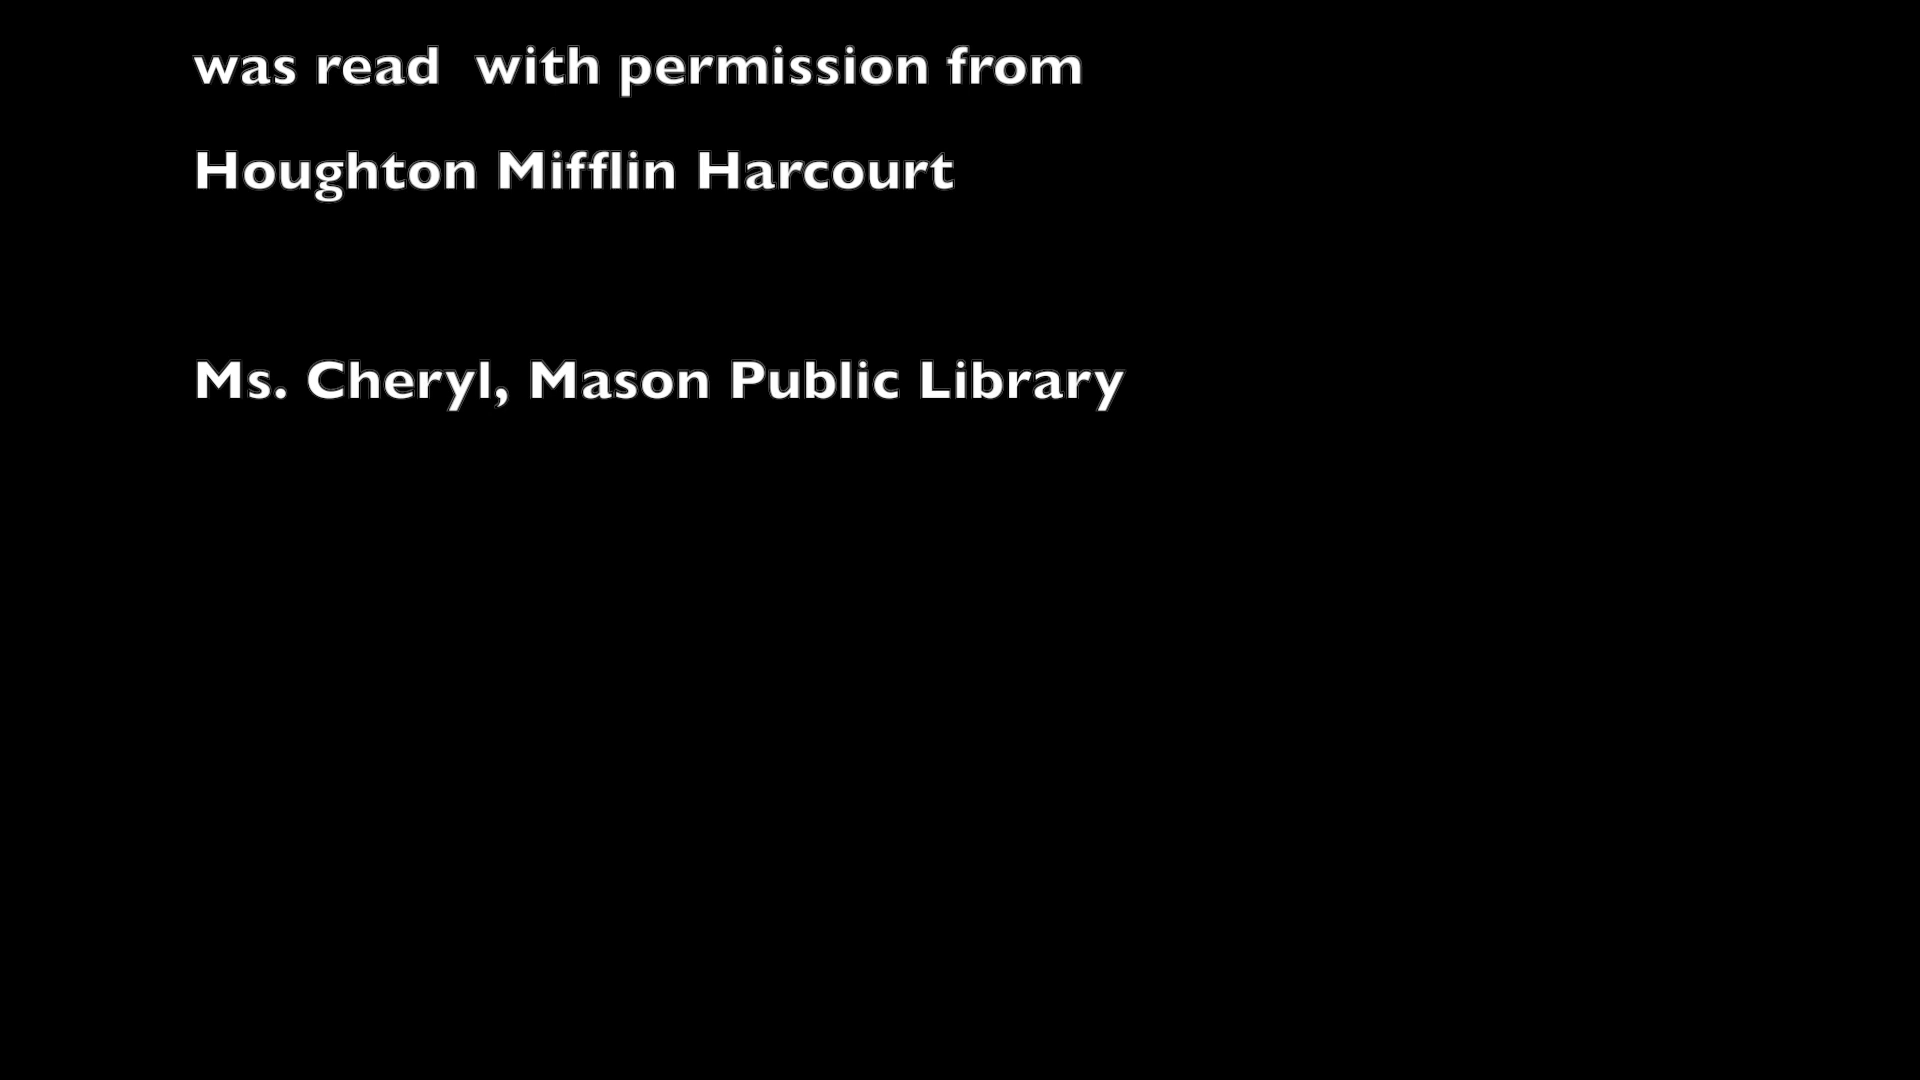 was read  with permission from
Houghton Mifflin Harcourt
Ms. Cheryl, Mason Public Library